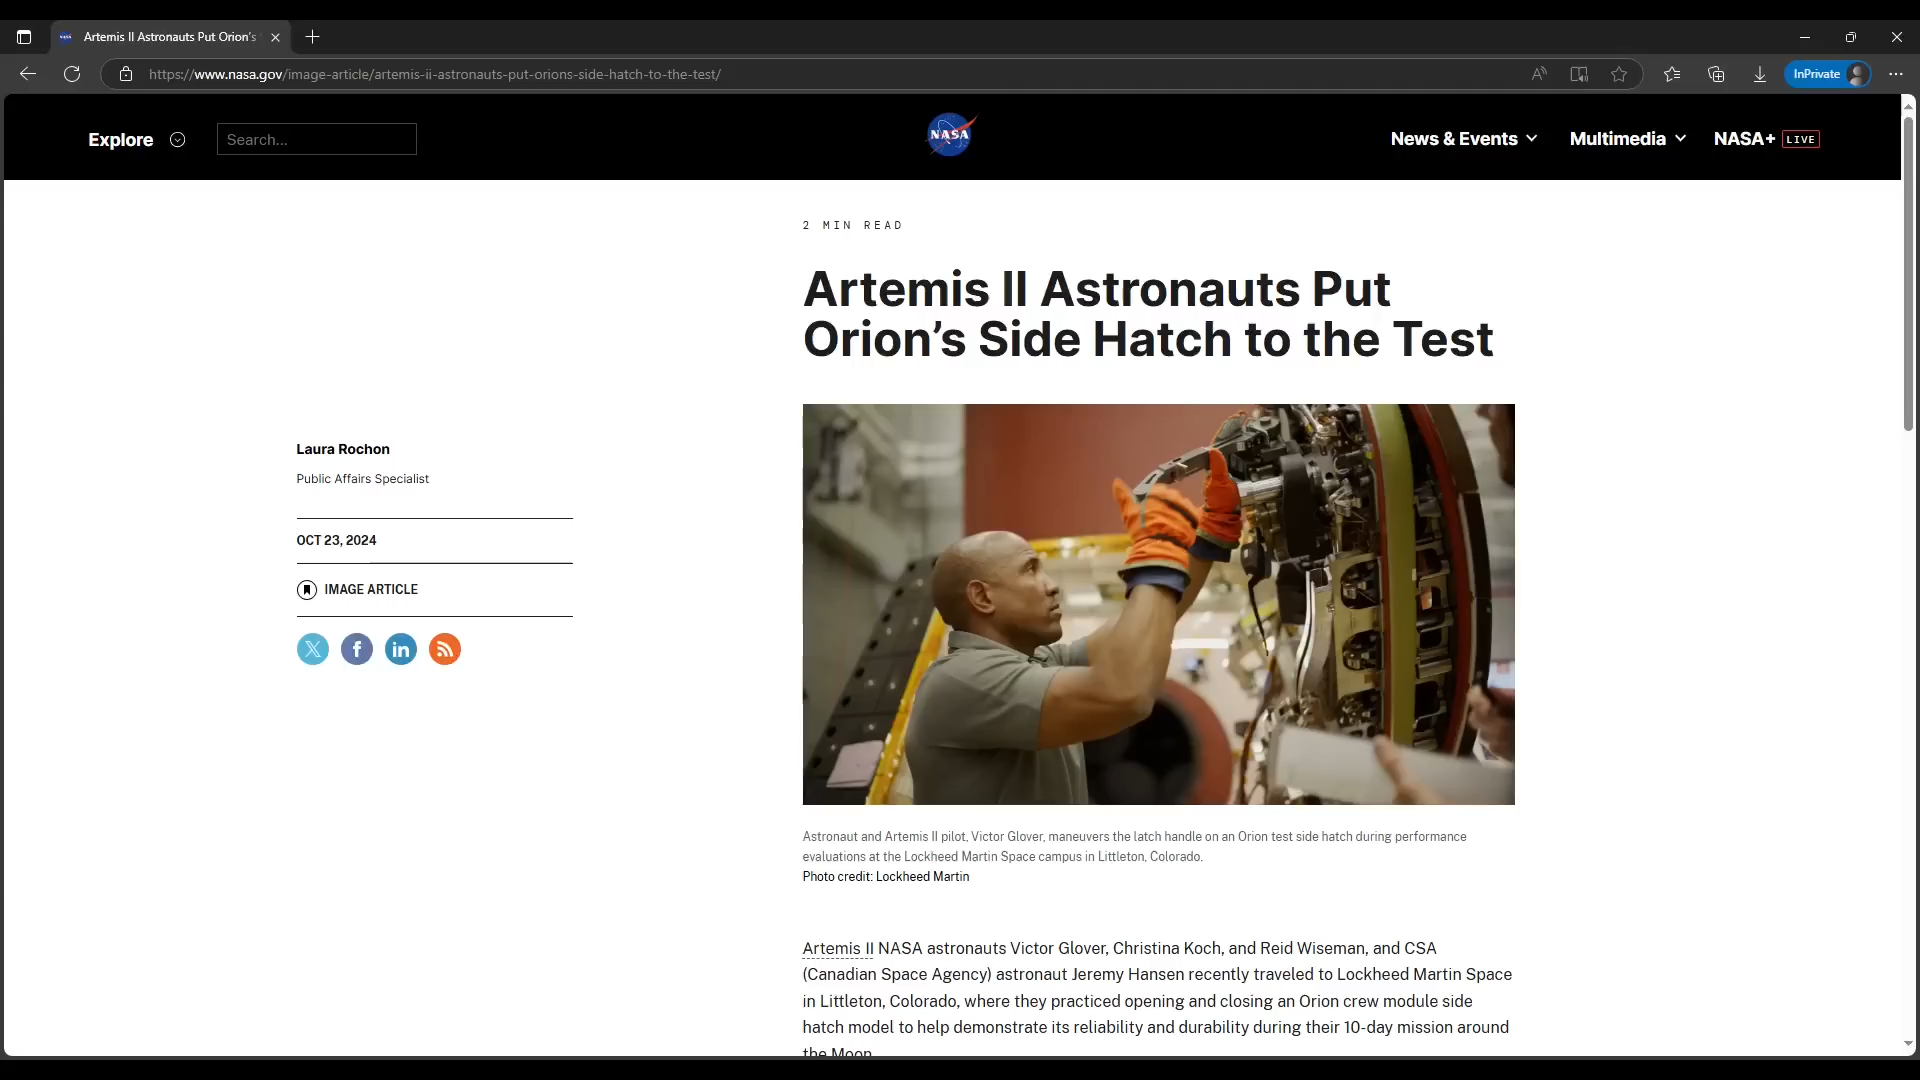 Artemis II Astronauts Put Orion's
https://www.nasa.gov/image-article/artemis-ii-astronauts-put-orions-side-hatch-to-the-test/
InPrivate
Explore
Search...
NASA
News & Events
Multimedia
NASA+ LIVE
2 MIN READ
Artemis II Astronauts Put
Orion’s Side Hatch to the Test
Laura Rochon
Public Affairs Specialist
OCT 23, 2024
IMAGE ARTICLE
Astronaut and Artemis II pilot, Victor Glover, maneuvers the latch handle on an Orion test side hatch during performance
evaluations at the Lockheed Martin Space campus in Littleton, Colorado.
Photo credit: Lockheed Martin
Artemis II NASA astronauts Victor Glover, Christina Koch, and Reid Wiseman, and CSA
(Canadian Space Agency) astronaut Jeremy Hansen recently traveled to Lockheed Martin Space
in Littleton, Colorado, where they practiced opening and closing an Orion crew module side
hatch model to help demonstrate its reliability and durability during their 10-day mission around
the Moon.